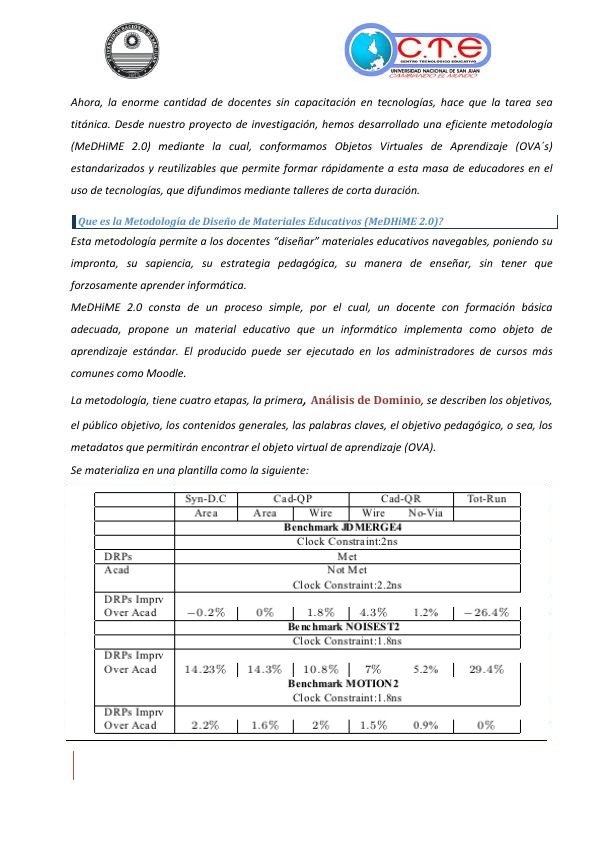 C.T.E
CENTRO TECNOLÓGICO EDUCATIVO
UNIVERSIDAD NACIONAL DE SAN JUAN
CAMBIANDO EL MUNDO
Ahora, la enorme cantidad de docentes sin capacitación en tecnologías, hace que la tarea sea
titánica. Desde nuestro proyecto de investigación, hemos desarrollado una eficiente metodología
(MeDHiME 2.0) mediante la cual, conformamos Objetos Virtuales de Aprendizaje (OVA´s)
estandarizados y reutilizables que permite formar rápidamente a esta masa de educadores en el
uso de tecnologías, que difundimos mediante talleres de corta duración.
Que es la Metodología de Diseño de Materiales Educativos (MeDHiME 2.0)?
Esta metodología permite a los docentes “diseñar” materiales educativos navegables, poniendo su
impronta, su sapiencia, su estrategia pedagógica, su manera de enseñar, sin tener que
forzosamente aprender informática.
MeDHiME 2.0 consta de un proceso simple, por el cual, un docente con formación básica
adecuada, propone un material educativo que un informático implementa como objeto de
aprendizaje estándar. El producido puede ser ejecutado en los administradores de cursos más
comunes como Moodle.
La metodología, tiene cuatro etapas, la primera, Análisis de Dominio, se describen los objetivos,
el público objetivo, los contenidos generales, las palabras claves, el objetivo pedagógico, o sea, los
metadatos que permitirán encontrar el objeto virtual de aprendizaje (OVA).
Se materializa en una plantilla como la siguiente:
Syn-D.C Cad-QP Cad-QR Tot-Run
Area Area Wire Wire No-Via
Benchmark JDMERGE4
Clock Constraint:2ns
DRPs Met
Acad Not Met
Clock Constraint:2.2ns
DRPs Imprv
Over Acad −0.2% 0% 1.8% 4.3% 1.2% −26.4%
Benchmark NOISEST2
Clock Constraint:1.8ns
DRPs Imprv
Over Acad 14.23% 14.3% 10.8% 7% 5.2% 29.4%
Benchmark MOTION2
Clock Constraint:1.8ns
DRPs Imprv
Over Acad 2.2% 1.6% 2% 1.5% 0.9% 0%